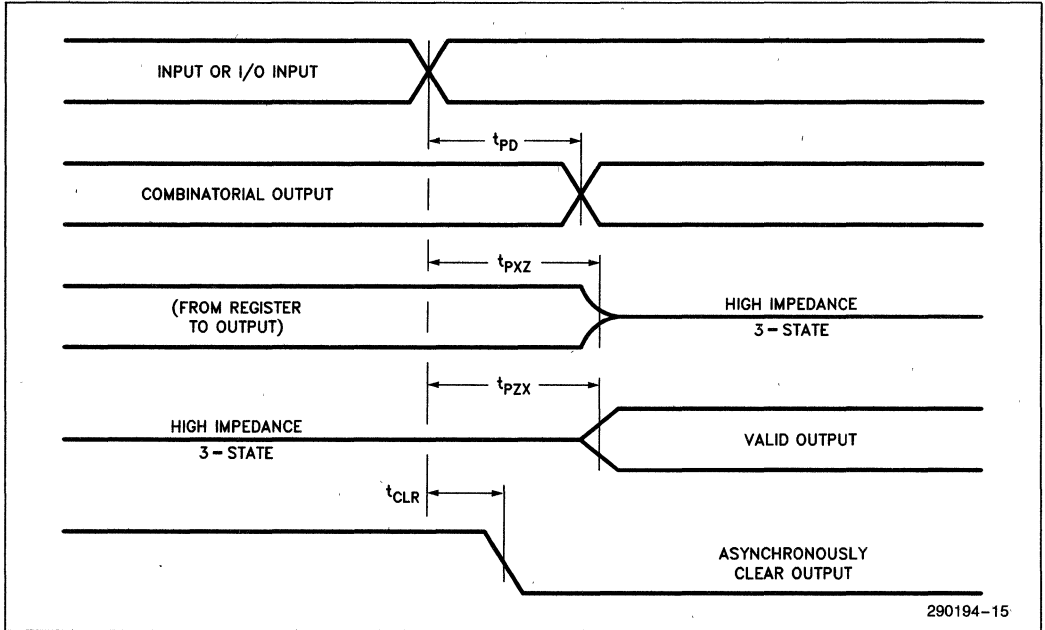 INPUT OR I/O INPUT
tPD
COMBINATORIAL OUTPUT
tPXZ
(FROM REGISTER
TO OUTPUT)
HIGH IMPEDANCE
3-STATE
tPZX
HIGH IMPEDANCE
3-STATE
VALID OUTPUT
tCLR
ASYNCHRONOUSLY
CLEAR OUTPUT
290194-15